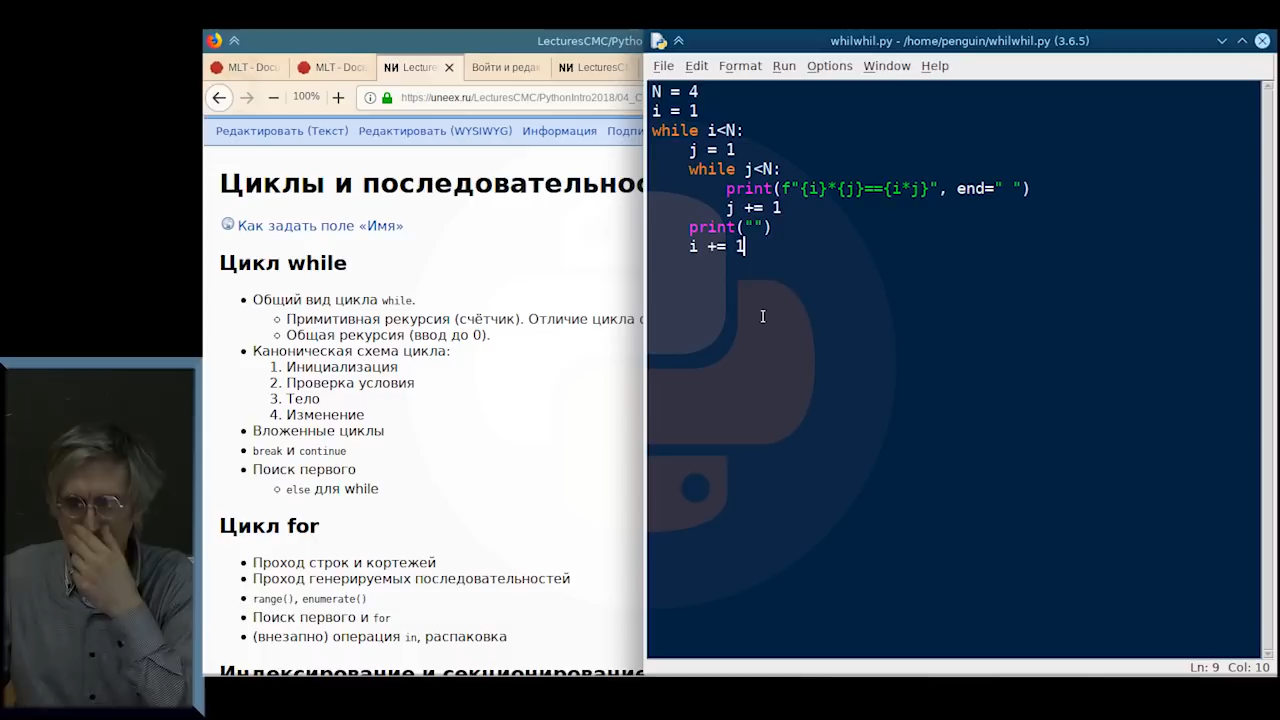 LecturesCMC/Pytho
MLT - Docu
MLT - Docu
Lecture
Войти и редак
LecturesCM
100%
https://uneex.ru/LecturesCMC/PythonIntro2018/04_C
Редактировать (Текст) Редактировать (WYSIWYG) Информация Подпи
Циклы и последовательнос
Как задать поле «Имя»
Цикл while
Общий вид цикла while.
Примитивная рекурсия (счётчик). Отличие цикла
Общая рекурсия (ввод до 0).
Каноническая схема цикла:
1. Инициализация
2. Проверка условия
3. Тело
4. Изменение
Вложенные циклы
break и continue
Поиск первого
else для while
Цикл for
Проход строк и кортежей
Проход генерируемых последовательностей
range(), enumerate()
Поиск первого и for
(внезапно) операция in, распаковка
Индексирование и секционирование
whilwhil.py - /home/penguin/whilwhil.py (3.6.5)
File Edit Format Run Options Window Help
N = 4
i = 1
while i<N:
    j = 1
    while j<N:
        print(f"{i}*{j}=={i*j}", end=" ")
        j += 1
    print("")
    i += 1
Ln: 9 Col: 10